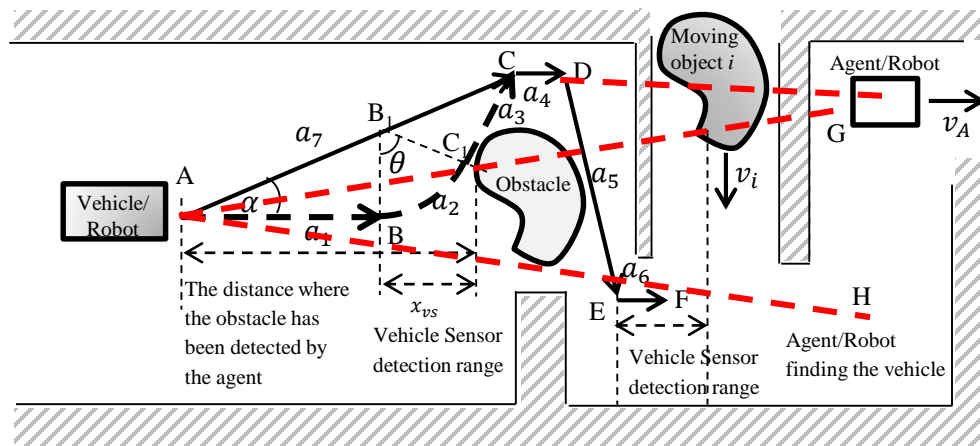 Moving
object i
Agent/Robot
C
D
a₄
a₃
B₁
a₇
G
v_A
θ
C₁
A
Obstacle
a₅
v_i
Vehicle/
Robot
α
a₂
a₁
B
a₆
H
E
F
x_vs
The distance where
the obstacle has
been detected by
the agent
Vehicle Sensor
detection range
Vehicle Sensor
detection range
Agent/Robot
finding the vehicle